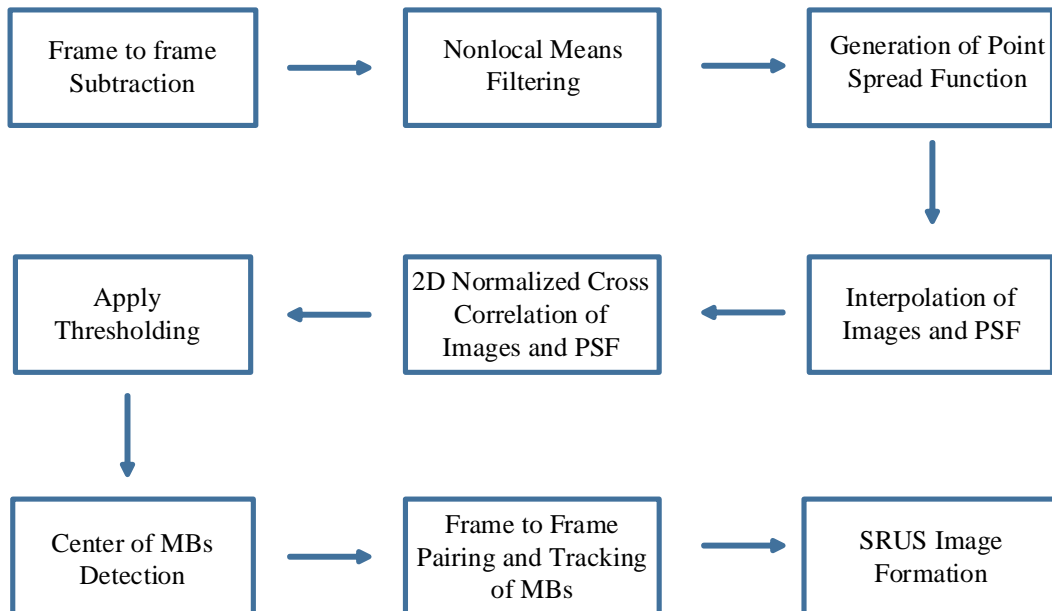 Frame to frame
Subtraction
Nonlocal Means
Filtering
Generation of Point
Spread Function
Apply
Thresholding
2D Normalized Cross
Correlation of
Images and PSF
Interpolation of
Images and PSF
Center of MBs
Detection
Frame to Frame
Pairing and Tracking
of MBs
SRUS Image
Formation